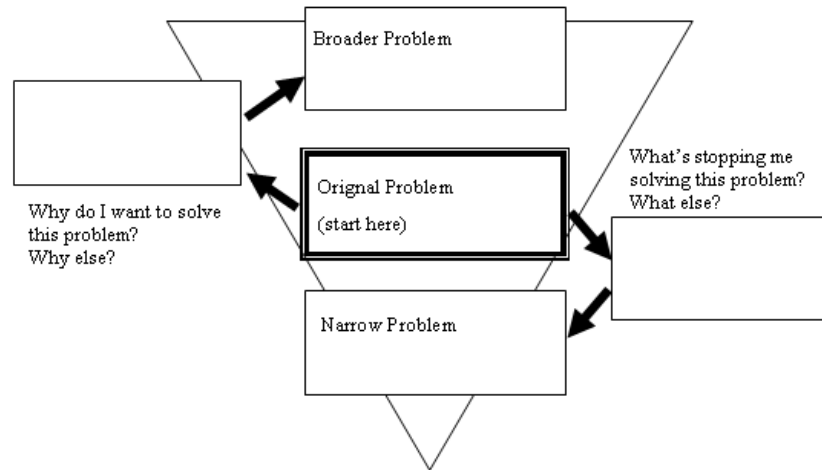 Broader Problem
Orignal Problem
(start here)
What's stopping me
solving this problem?
What else?
Why do I want to solve
this problem?
Why else?
Narrow Problem